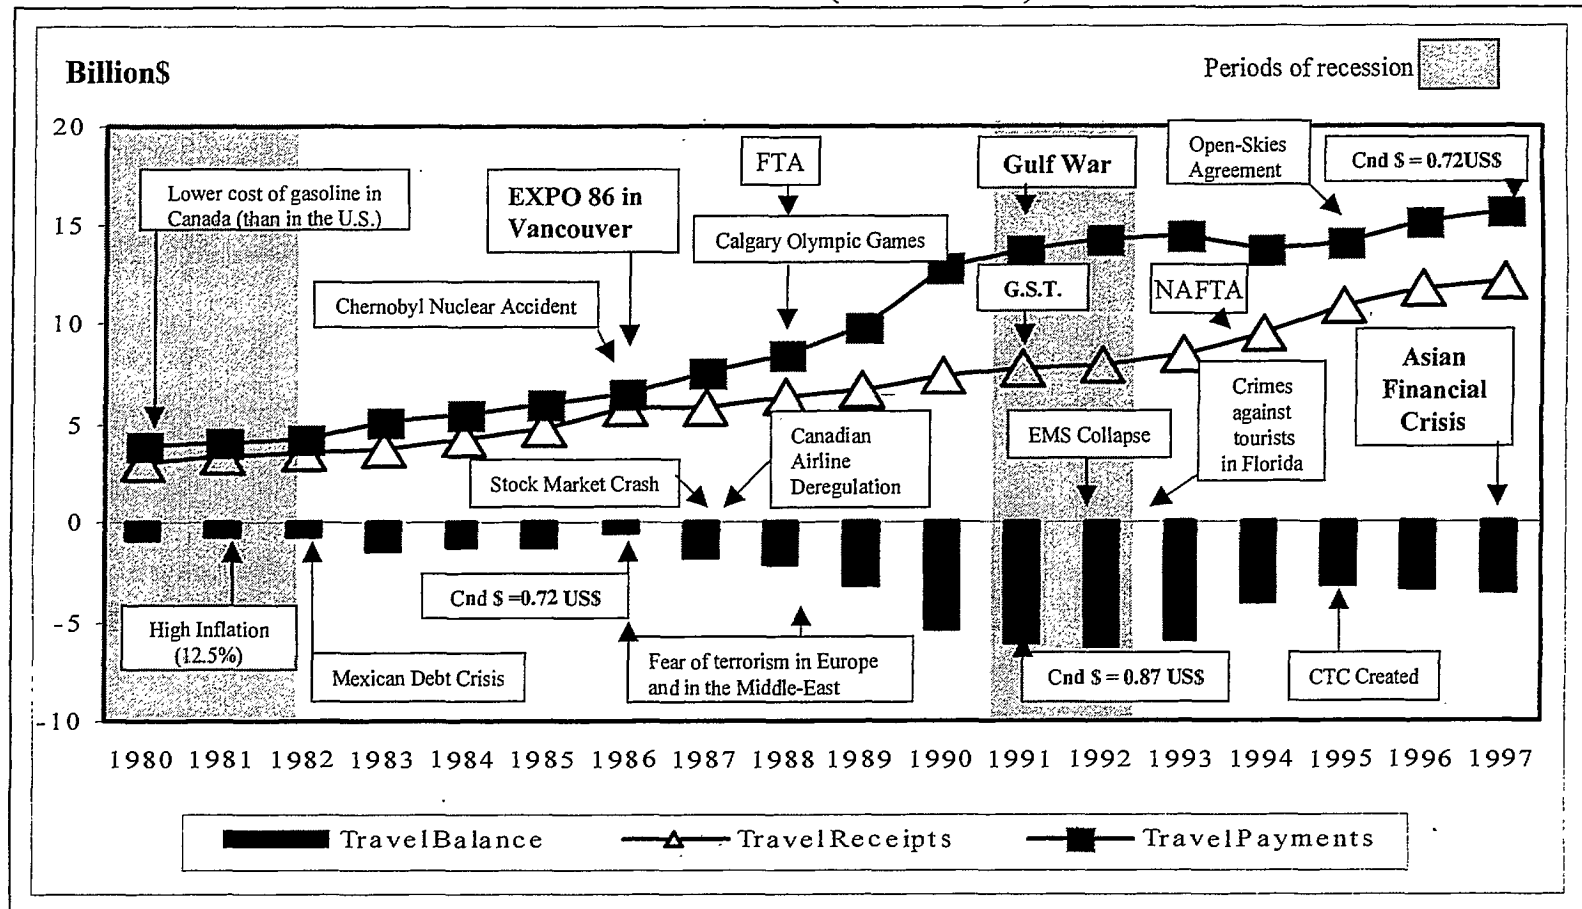 Billion$
Periods of recession
20
15
10
5
0
-5
-10
Lower cost of gasoline in
Canada (than in the U.S.)
EXPO 86 in
Vancouver
Chernobyl Nuclear Accident
FTA
Calgary Olympic Games
Gulf War
G.S.T.
Open-Skies
Agreement
Cnd $ = 0.72US$
NAFTA
Asian
Financial
Crisis
Crimes
against
tourists
in Florida
EMS Collapse
Canadian
Airline
Deregulation
Stock Market Crash
High Inflation
(12.5%)
Mexican Debt Crisis
Cnd $ =0.72 US$
Fear of terrorism in Europe
and in the Middle-East
Cnd $ = 0.87 US$
CTC Created
1980 1981 1982 1983 1984 1985 1986 1987 1988 1989 1990 1991 1992 1993 1994 1995 1996 1997
TravelBalance TravelReceipts TravelPayments